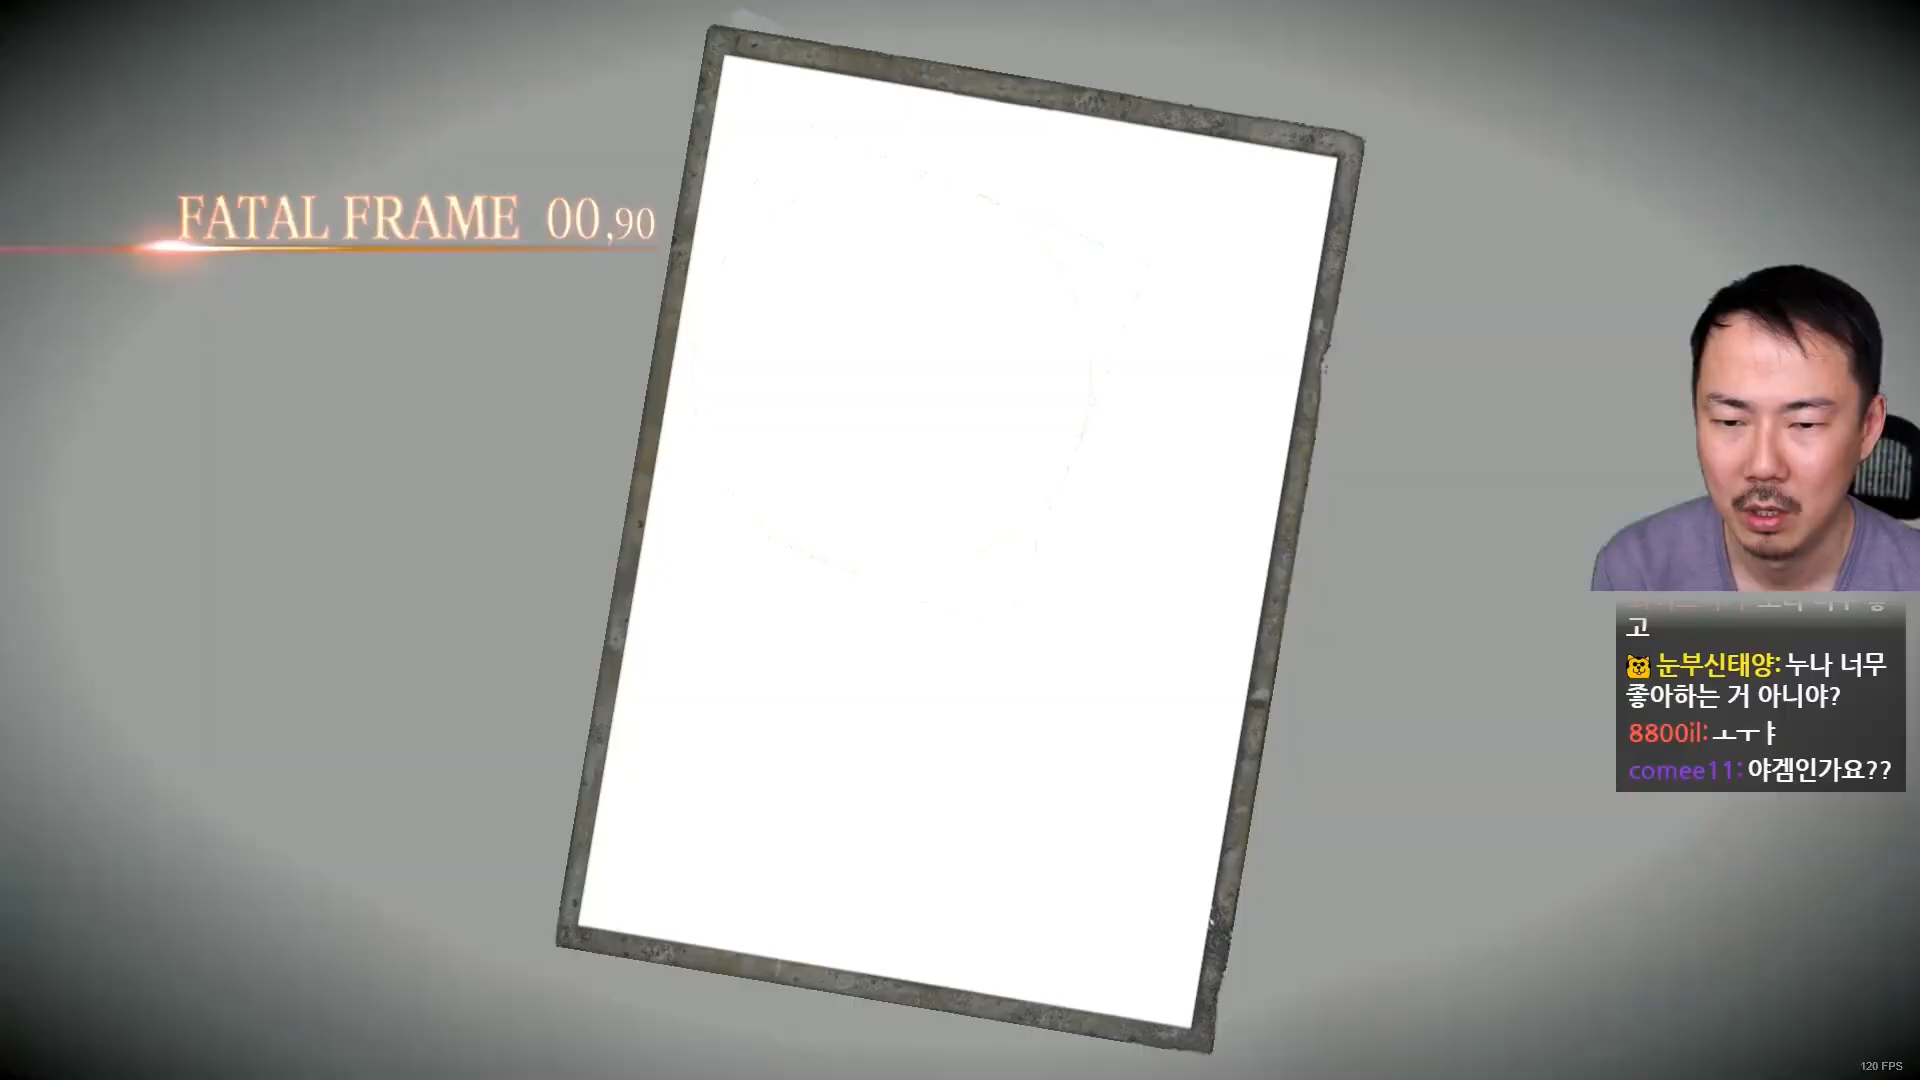 FATAL FRAME 00,90
고
눈부신태양: 누나 너무
좋아하는 거 아니야?
8800il: ㅗㅜㅑ
comee11: 야겜인가요??
120 FPS